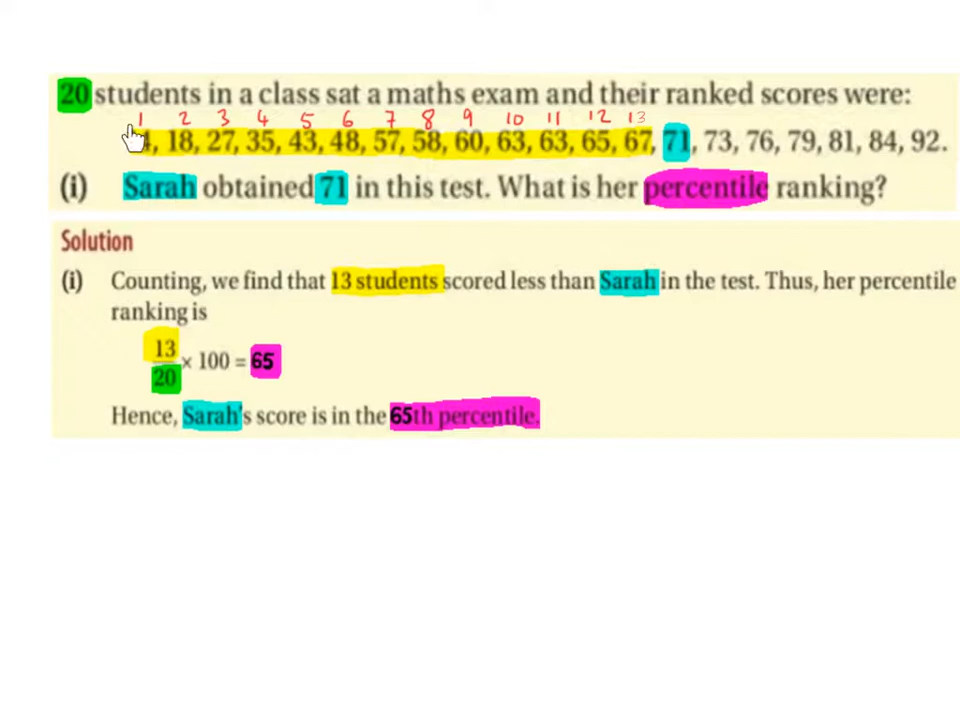 20 students in a class sat a maths exam and their ranked scores were:
1 2 3 4 5 6 7 8 9 10 11 12 13
4, 18, 27, 35, 43, 48, 57, 58, 60, 63, 63, 65, 67, 71, 73, 76, 79, 81, 84, 92.
(i) Sarah obtained 71 in this test. What is her percentile ranking?
Solution
(i) Counting, we find that 13 students scored less than Sarah in the test. Thus, her percentile
ranking is
13
20
× 100 = 65
Hence, Sarah's score is in the 65th percentile.